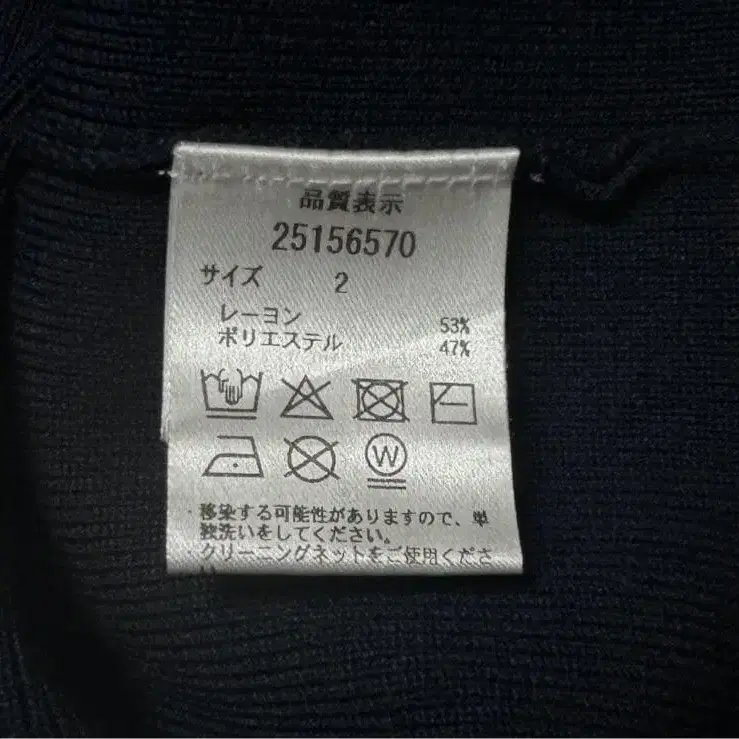 品質表示
25156570
サイズ 2
レーヨン 53%
ポリエステル 47%
W
・移染する可能性がありますので、単
独洗いをしてください。
・クリーニングネットをご使用くださ